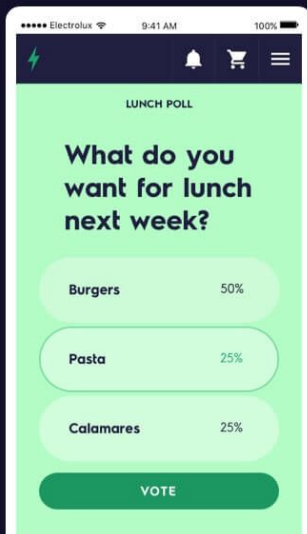 Electrolux 9:41 AM 100%
LUNCH POLL
What do you
want for lunch
next week?
Burgers 50%
Pasta 25%
Calamares 25%
VOTE